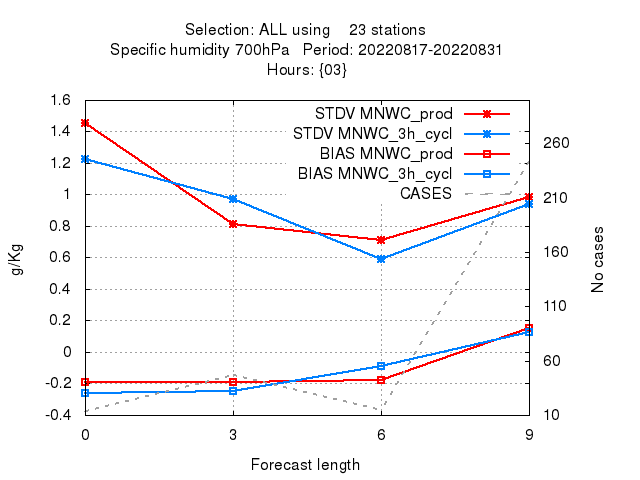 Selection: ALL using    23 stations
Specific humidity 700hPa   Period: 20220817-20220831
Hours: {03}
1.6
1.4
1.2
1
0.8
0.6
0.4
0.2
0
-0.2
-0.4
g/Kg
STDV MNWC_prod
STDV MNWC_3h_cycl
BIAS MNWC_prod
BIAS MNWC_3h_cycl
CASES
260
210
160
110
60
10
No cases
0 3 6 9
Forecast length